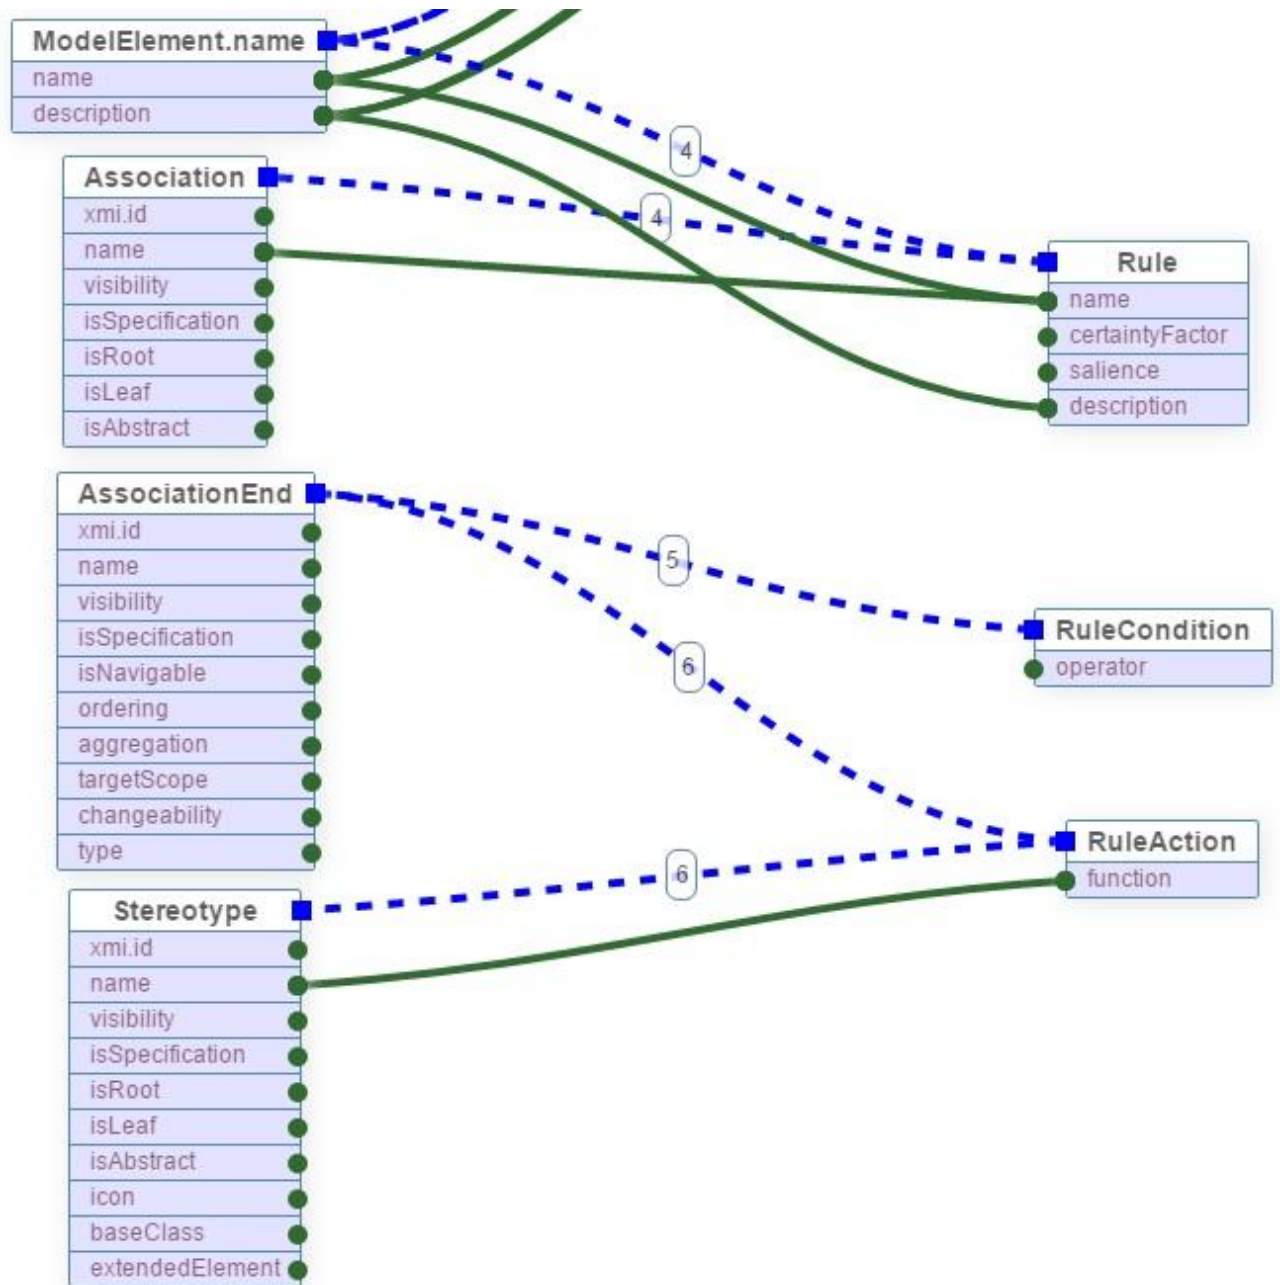 ModelElement.name
name
description
4
Association
xmi.id
name
visibility
isSpecification
isRoot
isLeaf
isAbstract
4
Rule
name
certaintyFactor
salience
description
AssociationEnd
xmi.id
name
visibility
isSpecification
isNavigable
ordering
aggregation
targetScope
changeability
type
5
6
RuleCondition
operator
RuleAction
function
6
Stereotype
xmi.id
name
visibility
isSpecification
isRoot
isLeaf
isAbstract
icon
baseClass
extendedElement